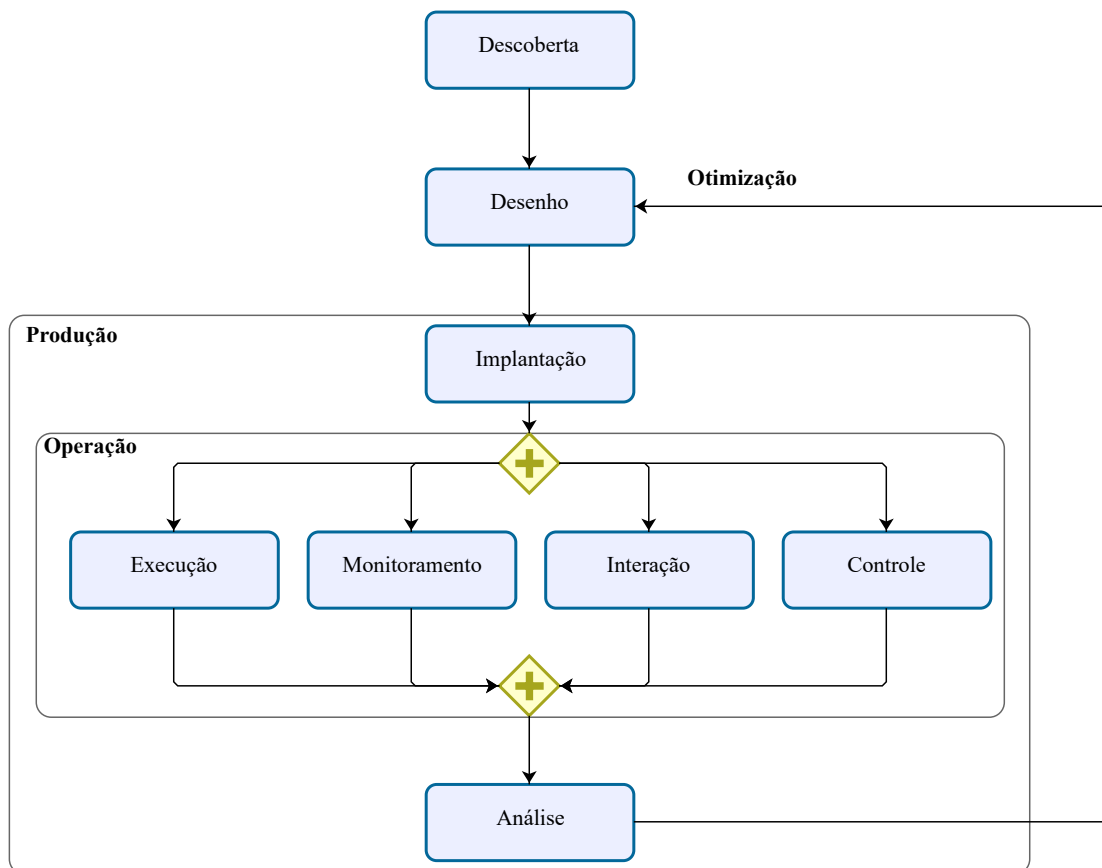 Descoberta
Otimização
Desenho
Produção
Implantação
Operação
Execução
Monitoramento
Interação
Controle
Análise